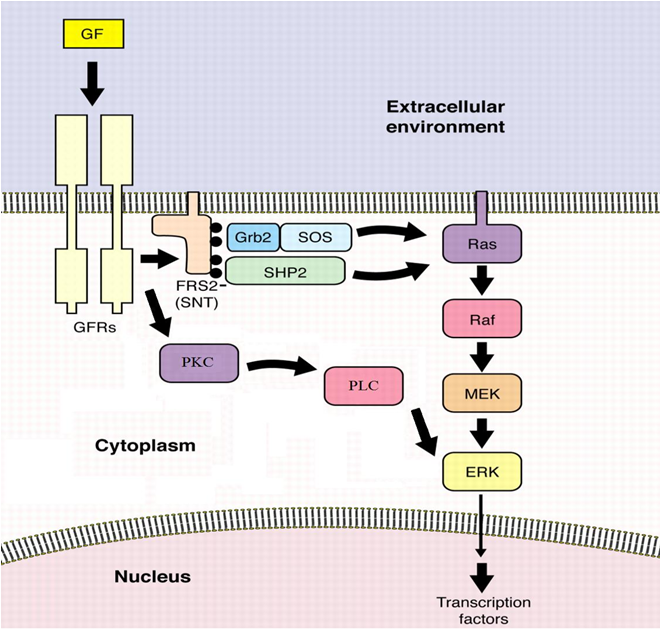 GF
Extracellular
environment
Grb2
SOS
Ras
SHP2
FRS2-
(SNT)
GFRs
Raf
PKC
PLC
MEK
Cytoplasm
ERK
Nucleus
Transcription
factors